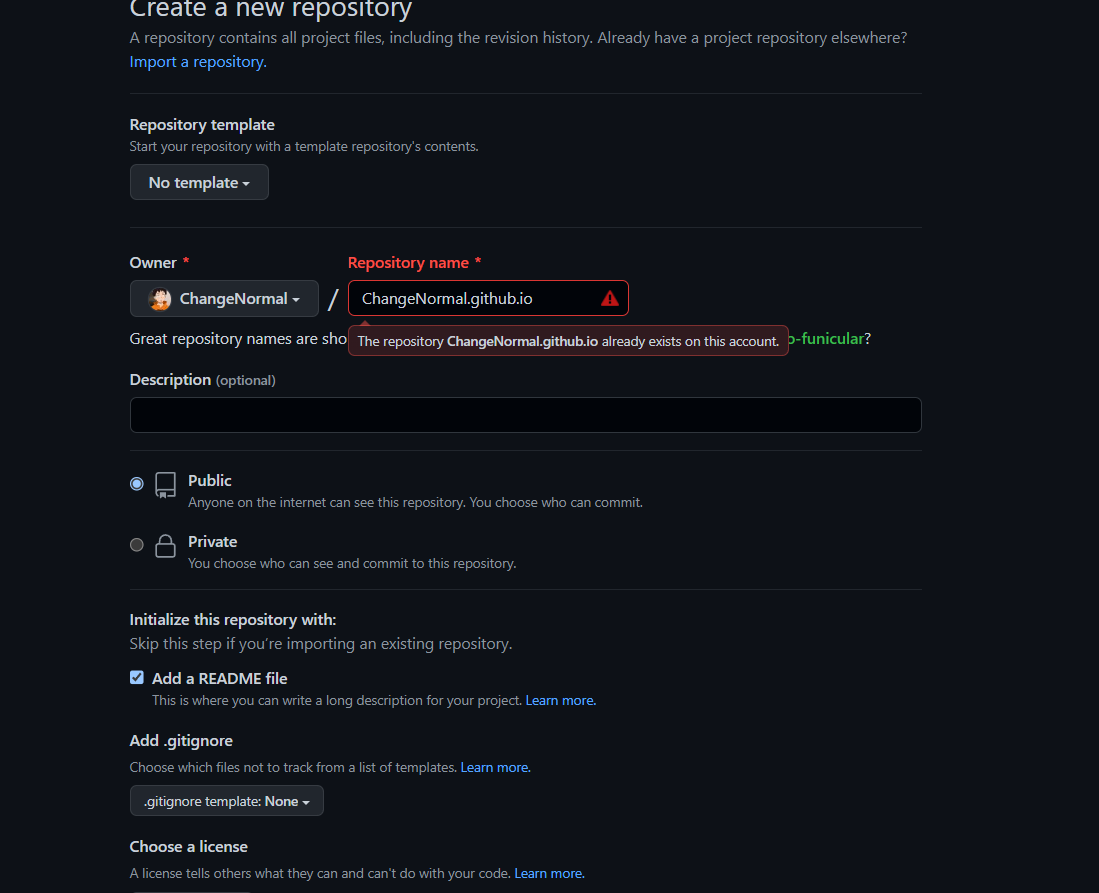 Create a new repository
A repository contains all project files, including the revision history. Already have a project repository elsewhere?
Import a repository.
Repository template
Start your repository with a template repository's contents.
No template
Owner *
Repository name *
ChangeNormal
/
ChangeNormal.github.io
Great repository names are sho
The repository ChangeNormal.github.io already exists on this account.
-funicular?
Description (optional)
Public
Anyone on the internet can see this repository. You choose who can commit.
Private
You choose who can see and commit to this repository.
Initialize this repository with:
Skip this step if you're importing an existing repository.
Add a README file
This is where you can write a long description for your project. Learn more.
Add .gitignore
Choose which files not to track from a list of templates. Learn more.
.gitignore template: None
Choose a license
A license tells others what they can and can't do with your code. Learn more.